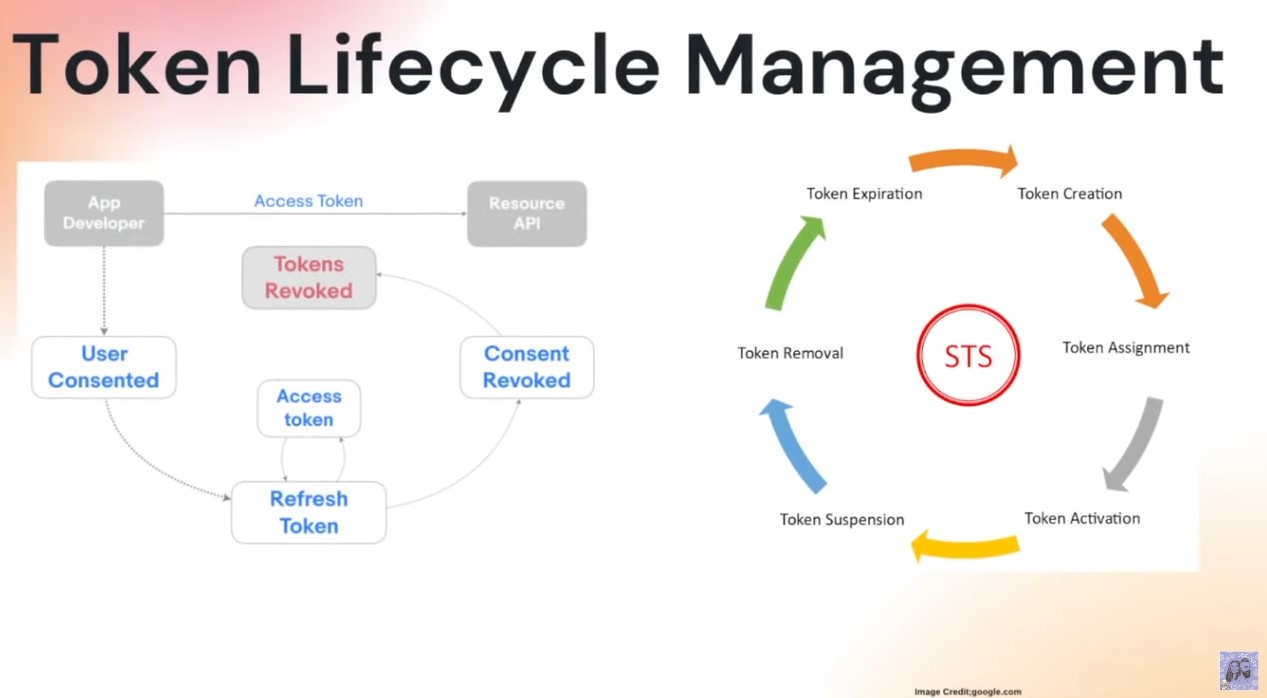 Token Lifecycle Management
App
Developer
Access Token
Resource
API
Tokens
Revoked
User
Consented
Access
token
Consent
Revoked
Refresh
Token
Token Expiration
Token Creation
Token Removal
STS
Token Assignment
Token Suspension
Token Activation
Image Credit;google.com